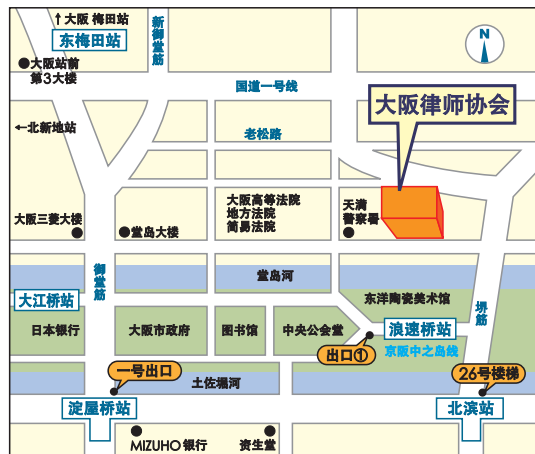 ↑大阪 梅田站
东梅田站
新御堂筋
N
大阪站前
第3大楼
国道一号线
大阪律师协会
←北新地站
老松路
大阪高等法院
地方法院
简易法院
天满
警察署
大阪三菱大楼
堂岛大楼
御堂筋
堂岛河
大江桥站
东洋陶瓷美术馆
堺筋
日本银行
大阪市政府
图书馆
中央公会堂
浪速桥站
出口①
京阪中之岛线
一号出口
土佐堀河
26号楼梯
淀屋桥站
北滨站
MIZUHO 银行
资生堂